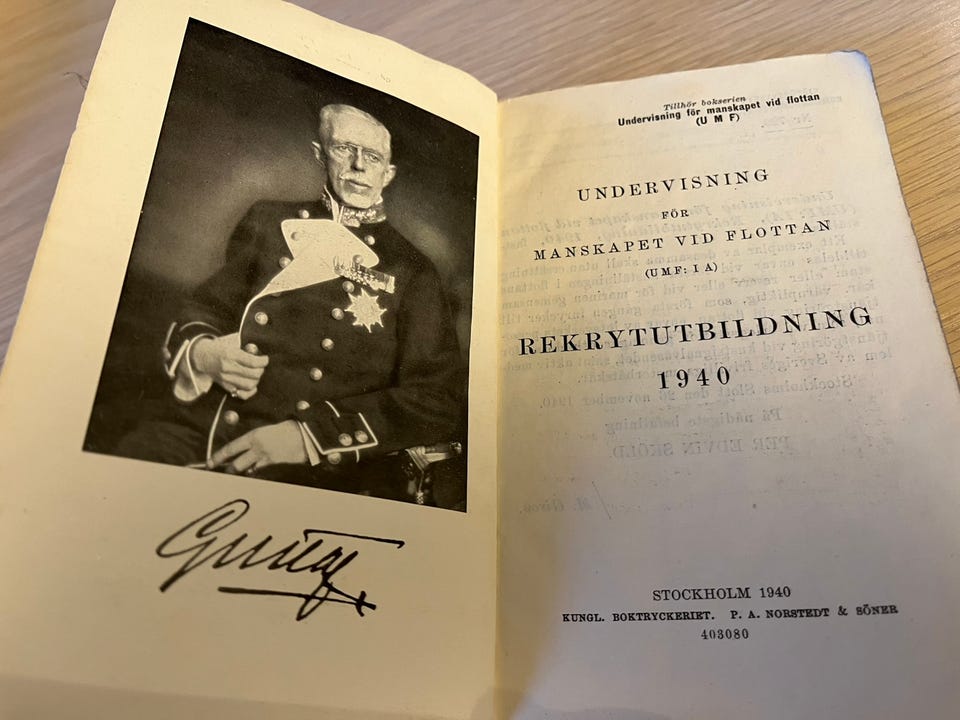 Gustaf
Tillhör bokserien
Undervisning för manskapet vid flottan
(U M F)
UNDERVISNING
FÖR
MANSKAPET VID FLOTTAN
(UMF: I A)
REKRYTUTBILDNING
1940
STOCKHOLM 1940
KUNGL. BOKTRYCKERIET. P. A. NORSTEDT & SÖNER
403080